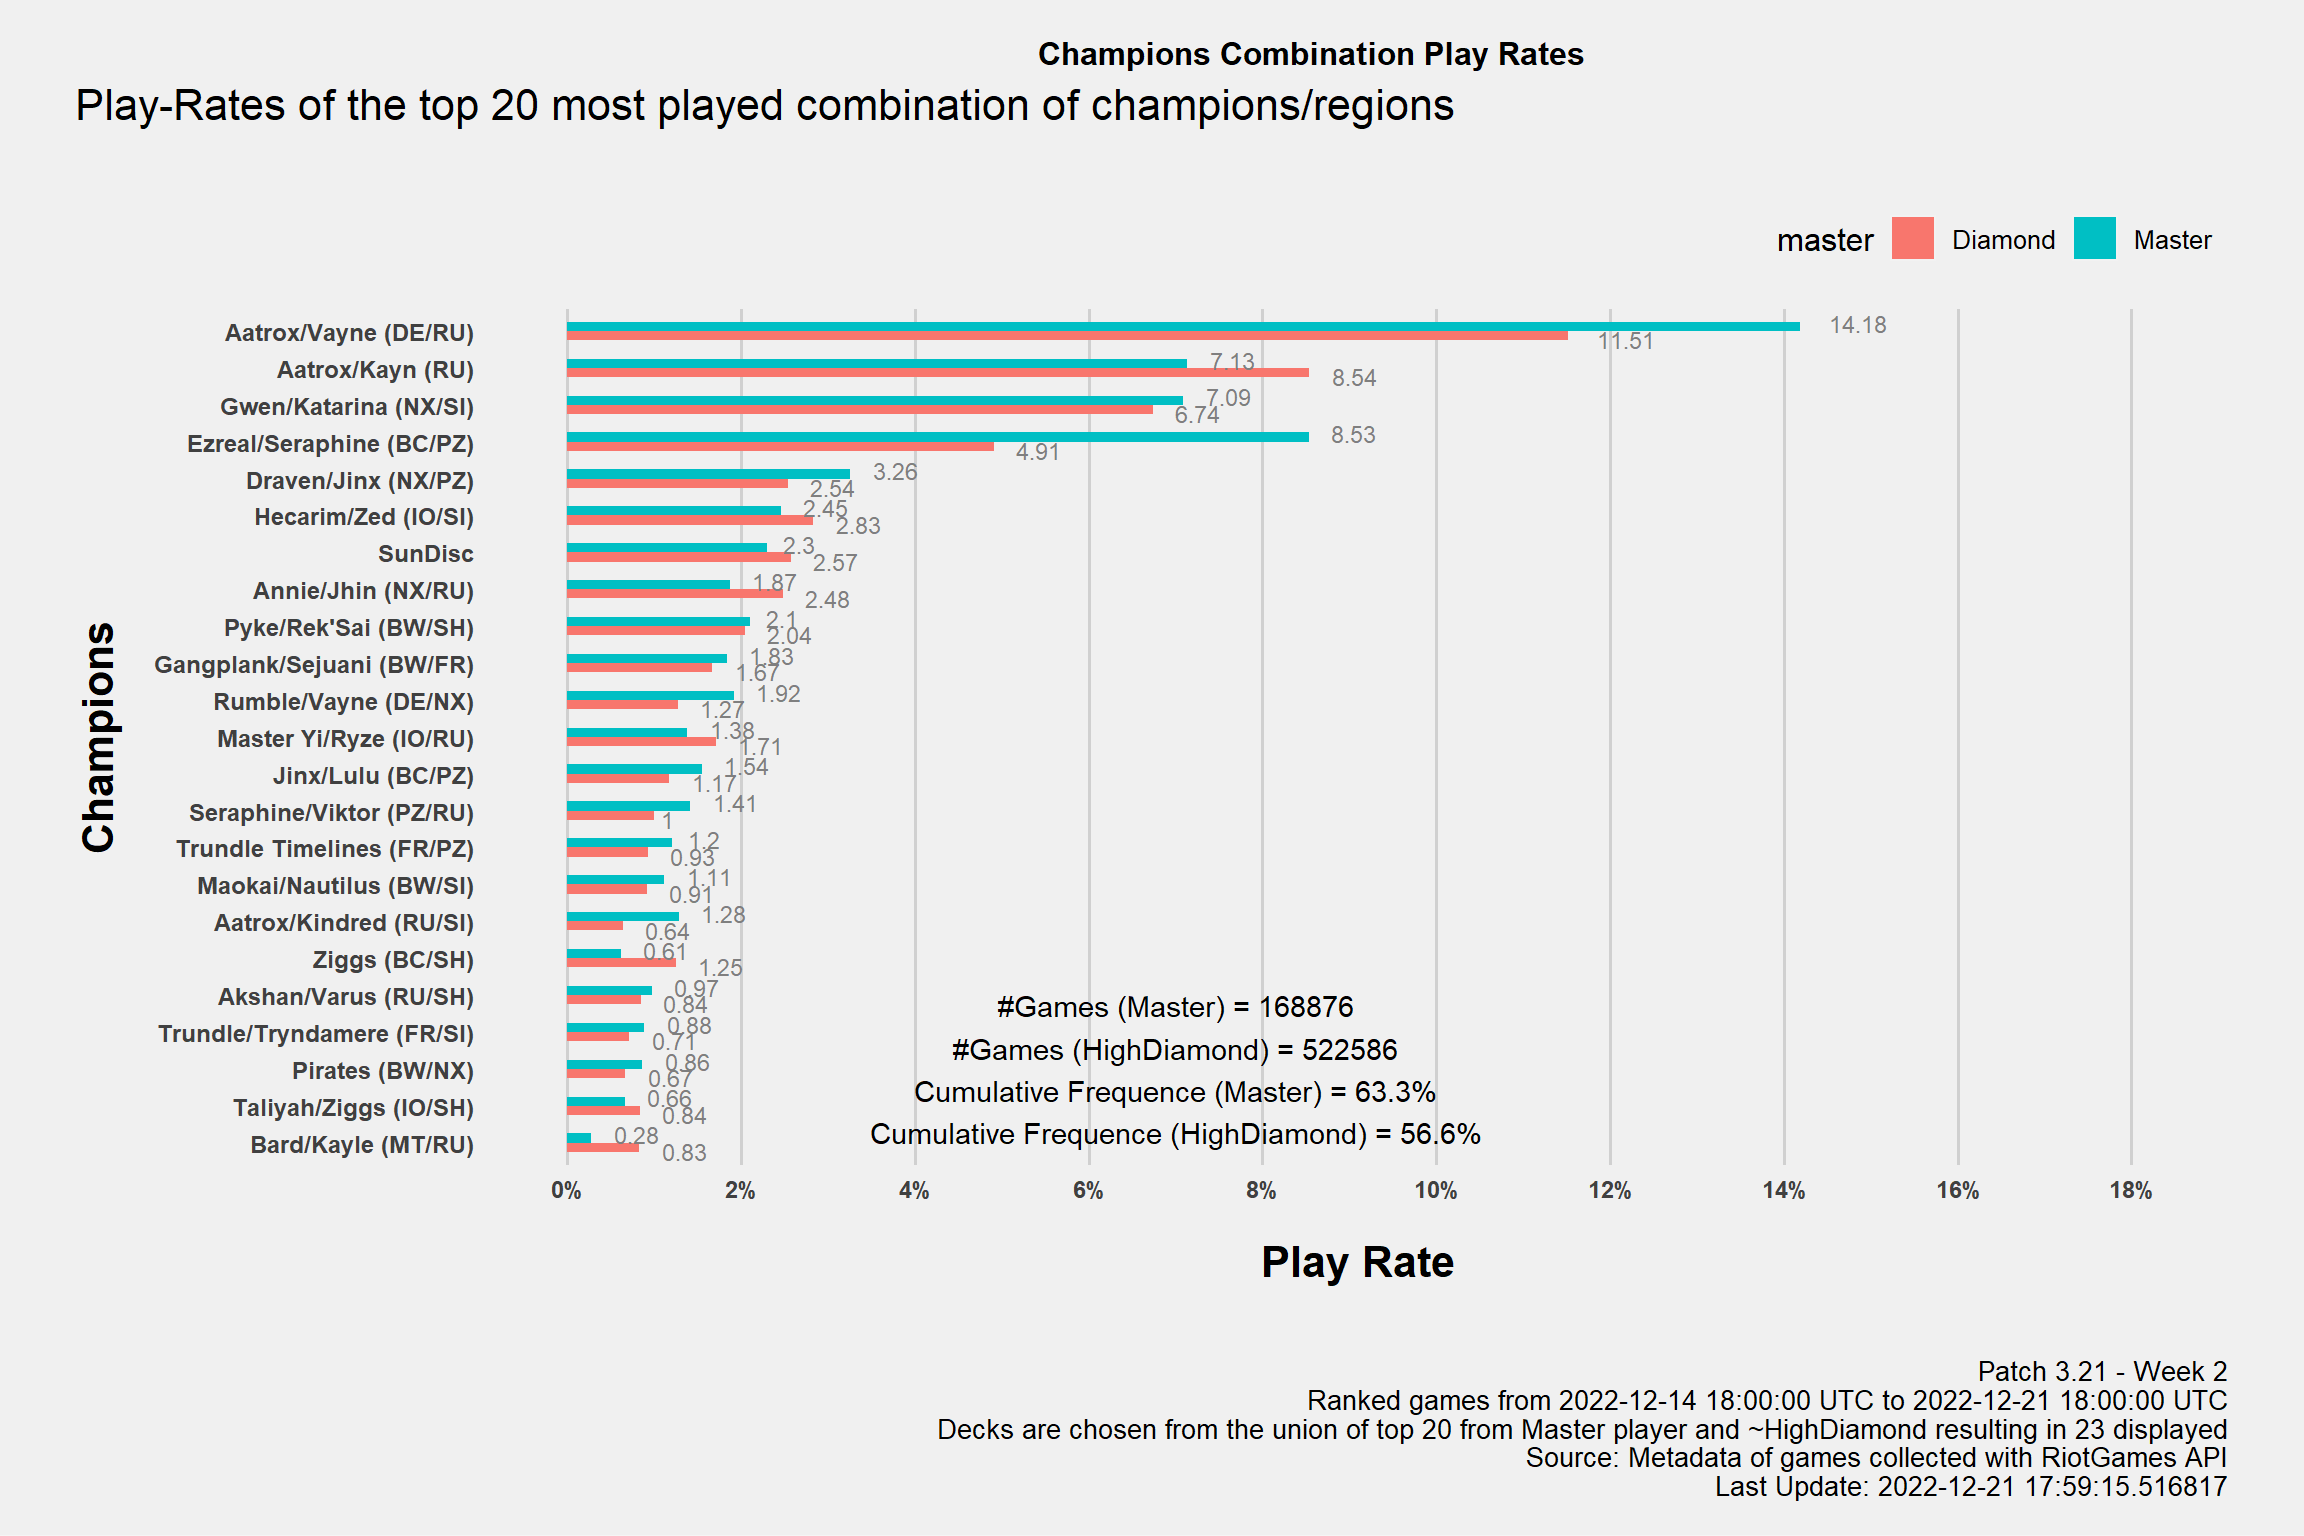 Champions Combination Play Rates
Play-Rates of the top 20 most played combination of champions/regions
master Diamond Master
Champions
Aatrox/Vayne (DE/RU) 14.18
11.51
Aatrox/Kayn (RU) 7.13
8.54
Gwen/Katarina (NX/SI) 7.09
6.74
Ezreal/Seraphine (BC/PZ) 8.53
4.91
Draven/Jinx (NX/PZ) 3.26
2.54
Hecarim/Zed (IO/SI) 2.45
2.83
SunDisc 2.3
2.57
Annie/Jhin (NX/RU) 1.87
2.48
Pyke/Rek'Sai (BW/SH) 2.1
2.04
Gangplank/Sejuani (BW/FR) 1.83
1.67
Rumble/Vayne (DE/NX) 1.92
1.27
Master Yi/Ryze (IO/RU) 1.38
1.71
Jinx/Lulu (BC/PZ) 1.54
1.17
Seraphine/Viktor (PZ/RU) 1.41
1
Trundle Timelines (FR/PZ) 1.2
0.93
Maokai/Nautilus (BW/SI) 1.11
0.91
Aatrox/Kindred (RU/SI) 1.28
0.64
Ziggs (BC/SH) 0.61
1.25
Akshan/Varus (RU/SH) 0.97
0.84
Trundle/Tryndamere (FR/SI) 0.88
0.71
Pirates (BW/NX) 0.86
0.67
Taliyah/Ziggs (IO/SH) 0.66
0.84
Bard/Kayle (MT/RU) 0.28
0.83
#Games (Master) = 168876
#Games (HighDiamond) = 522586
Cumulative Frequence (Master) = 63.3%
Cumulative Frequence (HighDiamond) = 56.6%
0% 2% 4% 6% 8% 10% 12% 14% 16% 18%
Play Rate
Patch 3.21 - Week 2
Ranked games from 2022-12-14 18:00:00 UTC to 2022-12-21 18:00:00 UTC
Decks are chosen from the union of top 20 from Master player and ~HighDiamond resulting in 23 displayed
Source: Metadata of games collected with RiotGames API
Last Update: 2022-12-21 17:59:15.516817